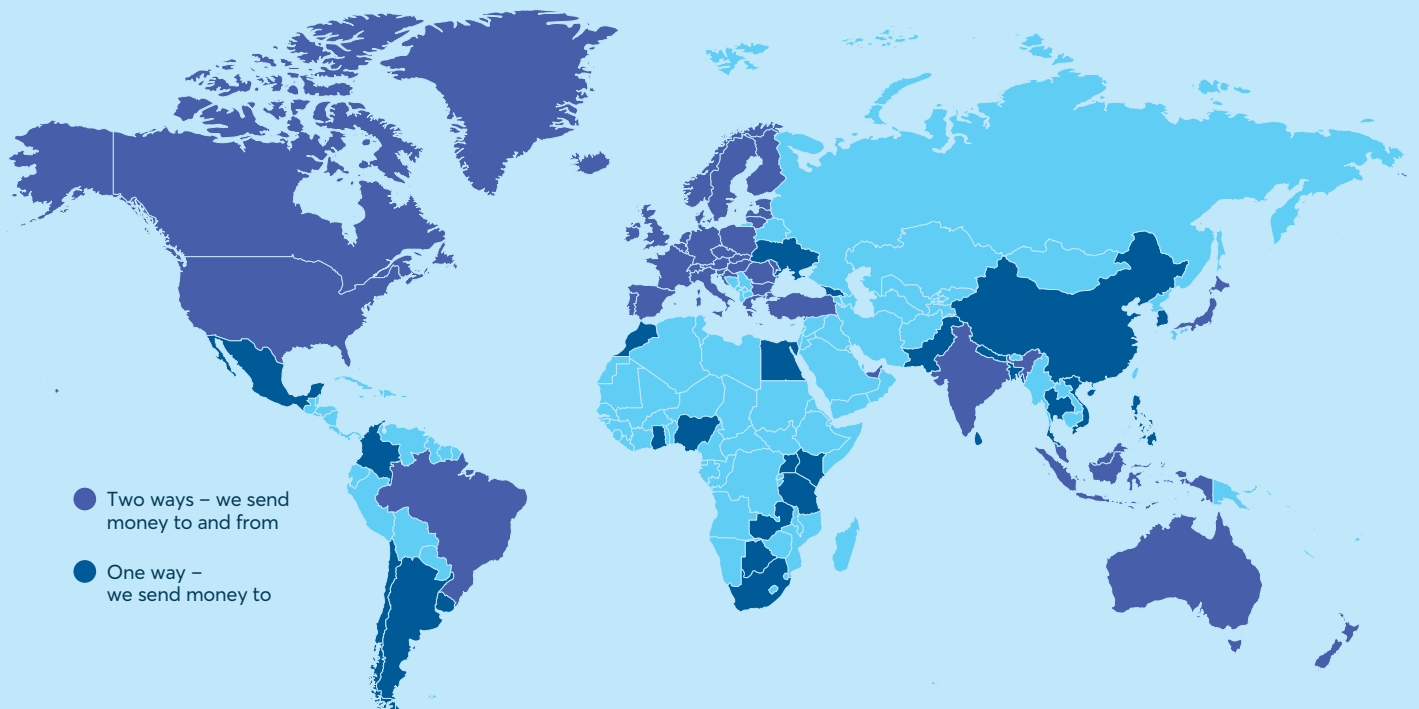 Two ways – we send
money to and from
One way –
we send money to